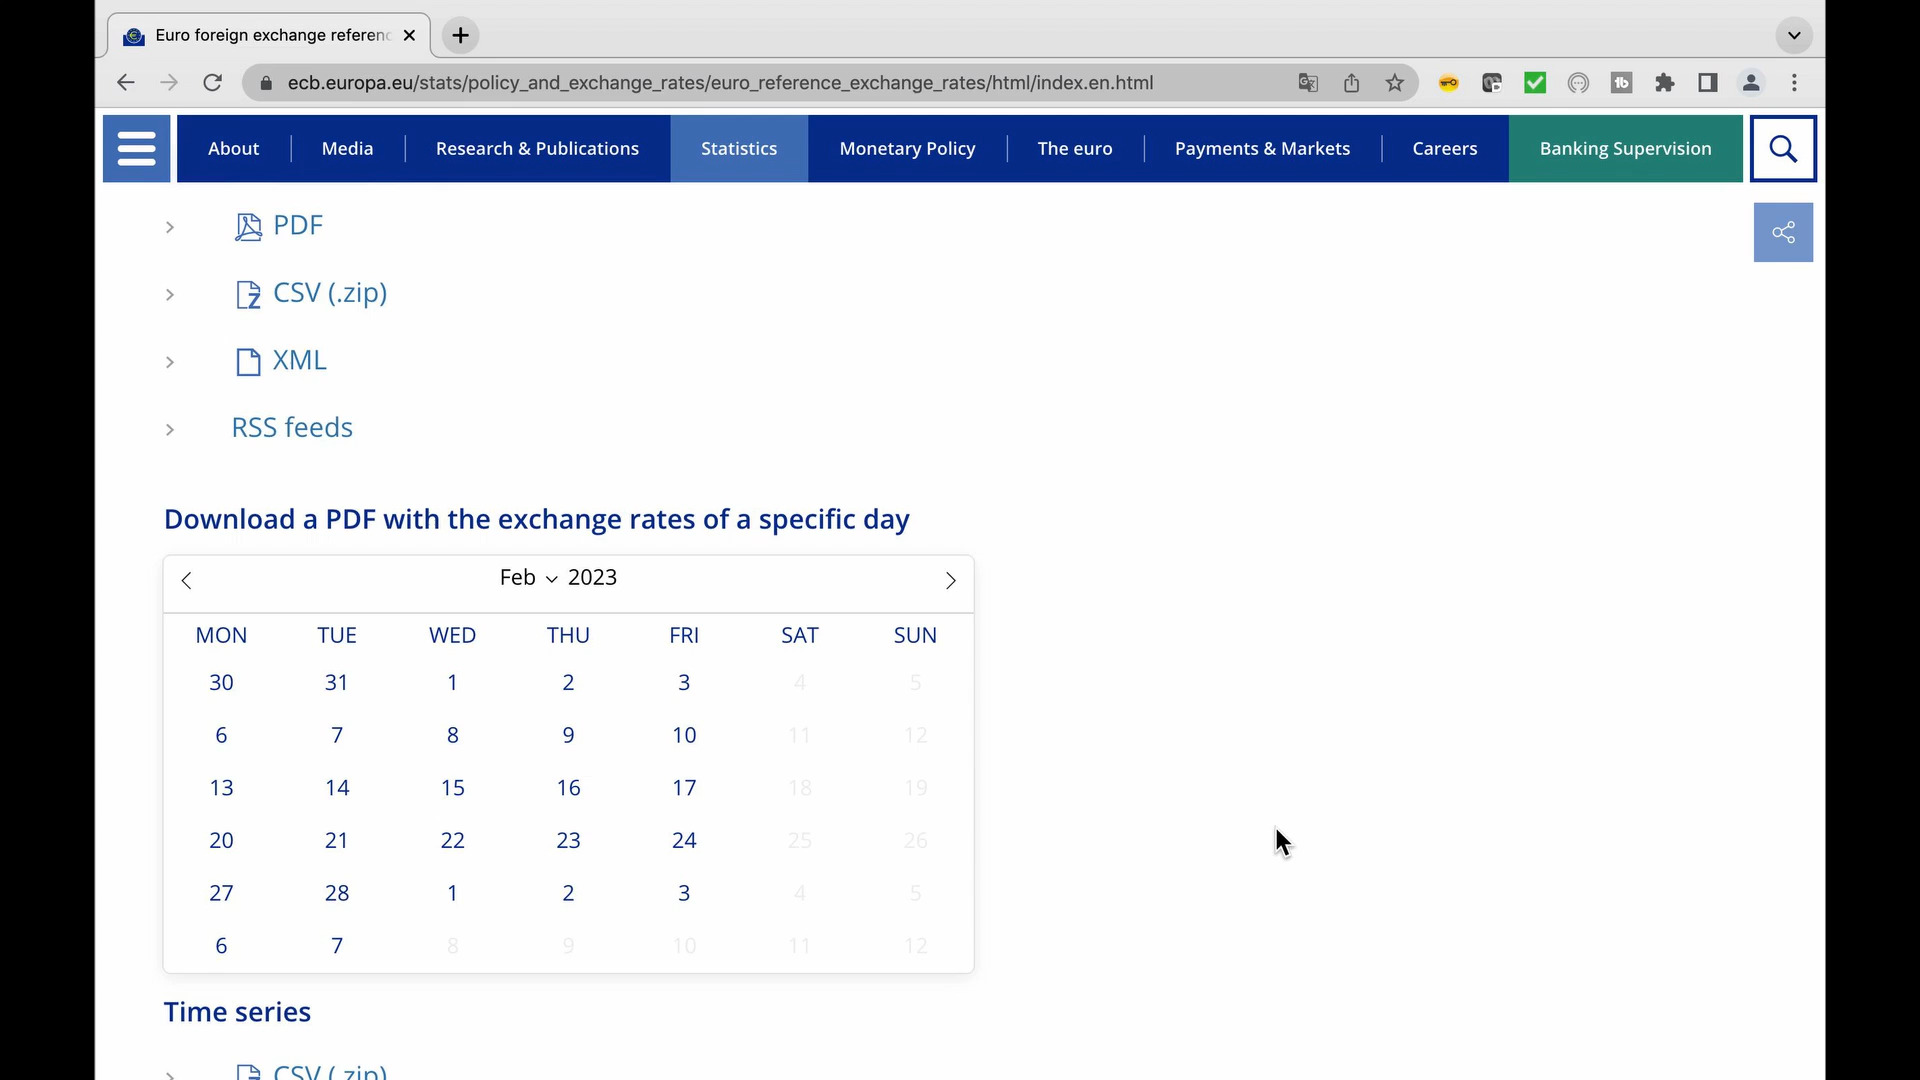 Euro foreign exchange referenc
ecb.europa.eu/stats/policy_and_exchange_rates/euro_reference_exchange_rates/html/index.en.html
About Media Research & Publications Statistics Monetary Policy The euro Payments & Markets Careers Banking Supervision
PDF
CSV (.zip)
XML
RSS feeds
Download a PDF with the exchange rates of a specific day
Feb 2023
MON TUE WED THU FRI SAT SUN
30 31 1 2 3 4 5
6 7 8 9 10 11 12
13 14 15 16 17 18 19
20 21 22 23 24 25 26
27 28 1 2 3 4 5
6 7 8 9 10 11 12
Time series
CSV (.zip)